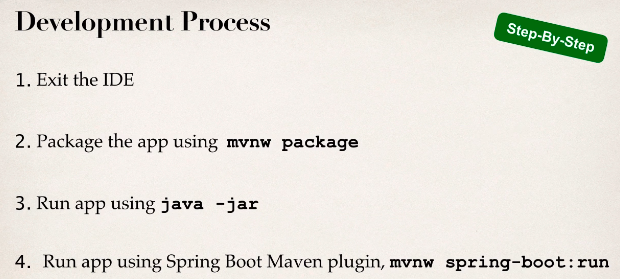 Development Process
Step-By-Step
1. Exit the IDE
2. Package the app using mvnw package
3. Run app using java -jar
4. Run app using Spring Boot Maven plugin, mvnw spring-boot:run